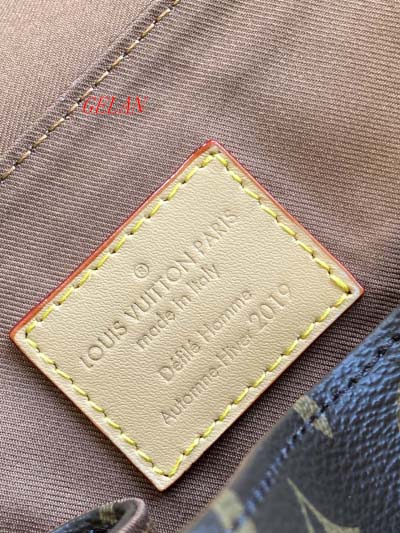 GELAN
®
LOUIS VUITTON PARIS
made in Italy
Défilé Homme
Automne-Hiver 2019